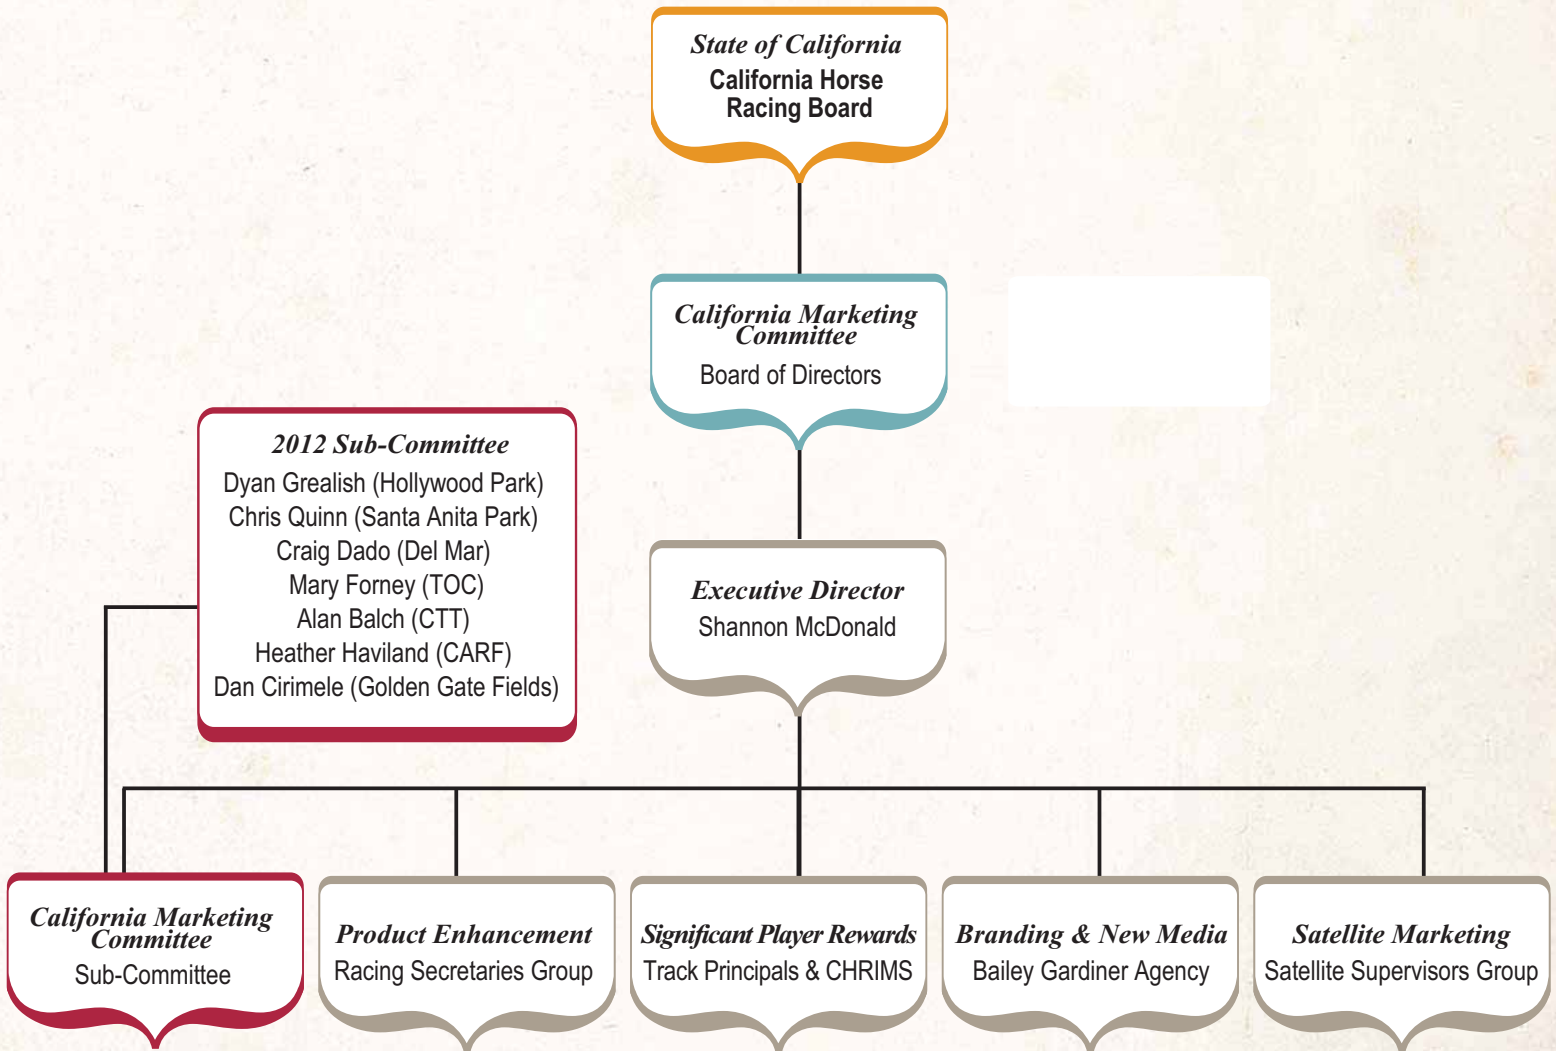 State of California
California Horse
Racing Board
California Marketing
Committee
Board of Directors
2012 Sub-Committee
Dyan Grealish (Hollywood Park)
Chris Quinn (Santa Anita Park)
Craig Dado (Del Mar)
Mary Forney (TOC)
Alan Balch (CTT)
Heather Haviland (CARF)
Dan Cirimele (Golden Gate Fields)
Executive Director
Shannon McDonald
California Marketing
Committee
Sub-Committee
Product Enhancement
Racing Secretaries Group
Significant Player Rewards
Track Principals & CHRIMS
Branding & New Media
Bailey Gardiner Agency
Satellite Marketing
Satellite Supervisors Group